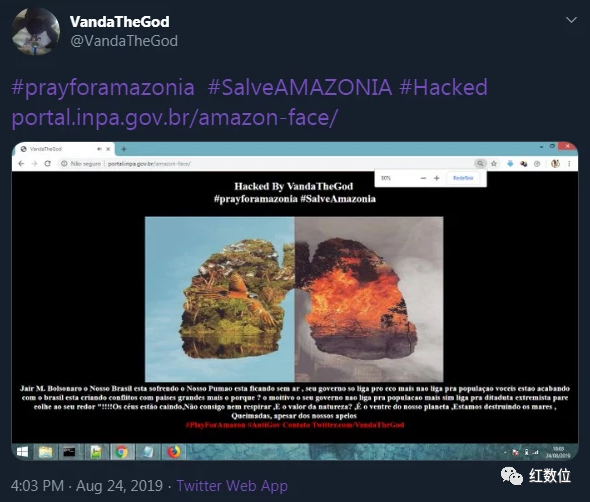 VandaTheGod
@VandaTheGod
#prayforamazonia #SalveAMAZONIA #Hacked
portal.inpa.gov.br/amazon-face/
VandaTheGod
Não seguro | portal.inpa.gov.br/amazon-face/
80% − + Redefinir
Hacked By VandaTheGod
#prayforamazonia #SalveAmazonia
Jair M. Bolsonaro o Nosso Brasil esta sofrendo o Nosso Pumao esta ficando sem ar , seu governo so liga pro eco mais nao liga pra populaçao voceis estao acabando
com o brasil esta criando conflitos com paises grandes mais o porque ? o moitivo o seu governo nao liga pra populacao mais sim liga pra ditaduta extremista pare
eolhe ao seu redor "!!!!Os céus estão caindo,Não consigo nem respirar ,E o valor da natureza? ,É o ventre do nosso planeta ,Estamos destruindo os mares ,
Queimadas, apesar dos nossos apelos
#PlayForAmazon #AntiGov-Contato Twitter.com/VandaTheGod
24/08/2019
4:03 PM · Aug 24, 2019 · Twitter Web App
红数位